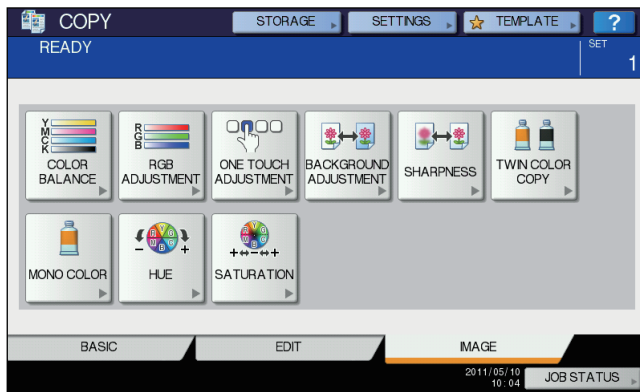 COPY
STORAGE
SETTINGS
TEMPLATE
?
READY
SET
1
Y
M
C
K
COLOR
BALANCE
R
G
B
RGB
ADJUSTMENT
ONE TOUCH
ADJUSTMENT
BACKGROUND
ADJUSTMENT
SHARPNESS
TWIN COLOR
COPY
MONO COLOR
- +
HUE
++-++
SATURATION
BASIC
EDIT
IMAGE
2011/05/10
10:04
JOB STATUS